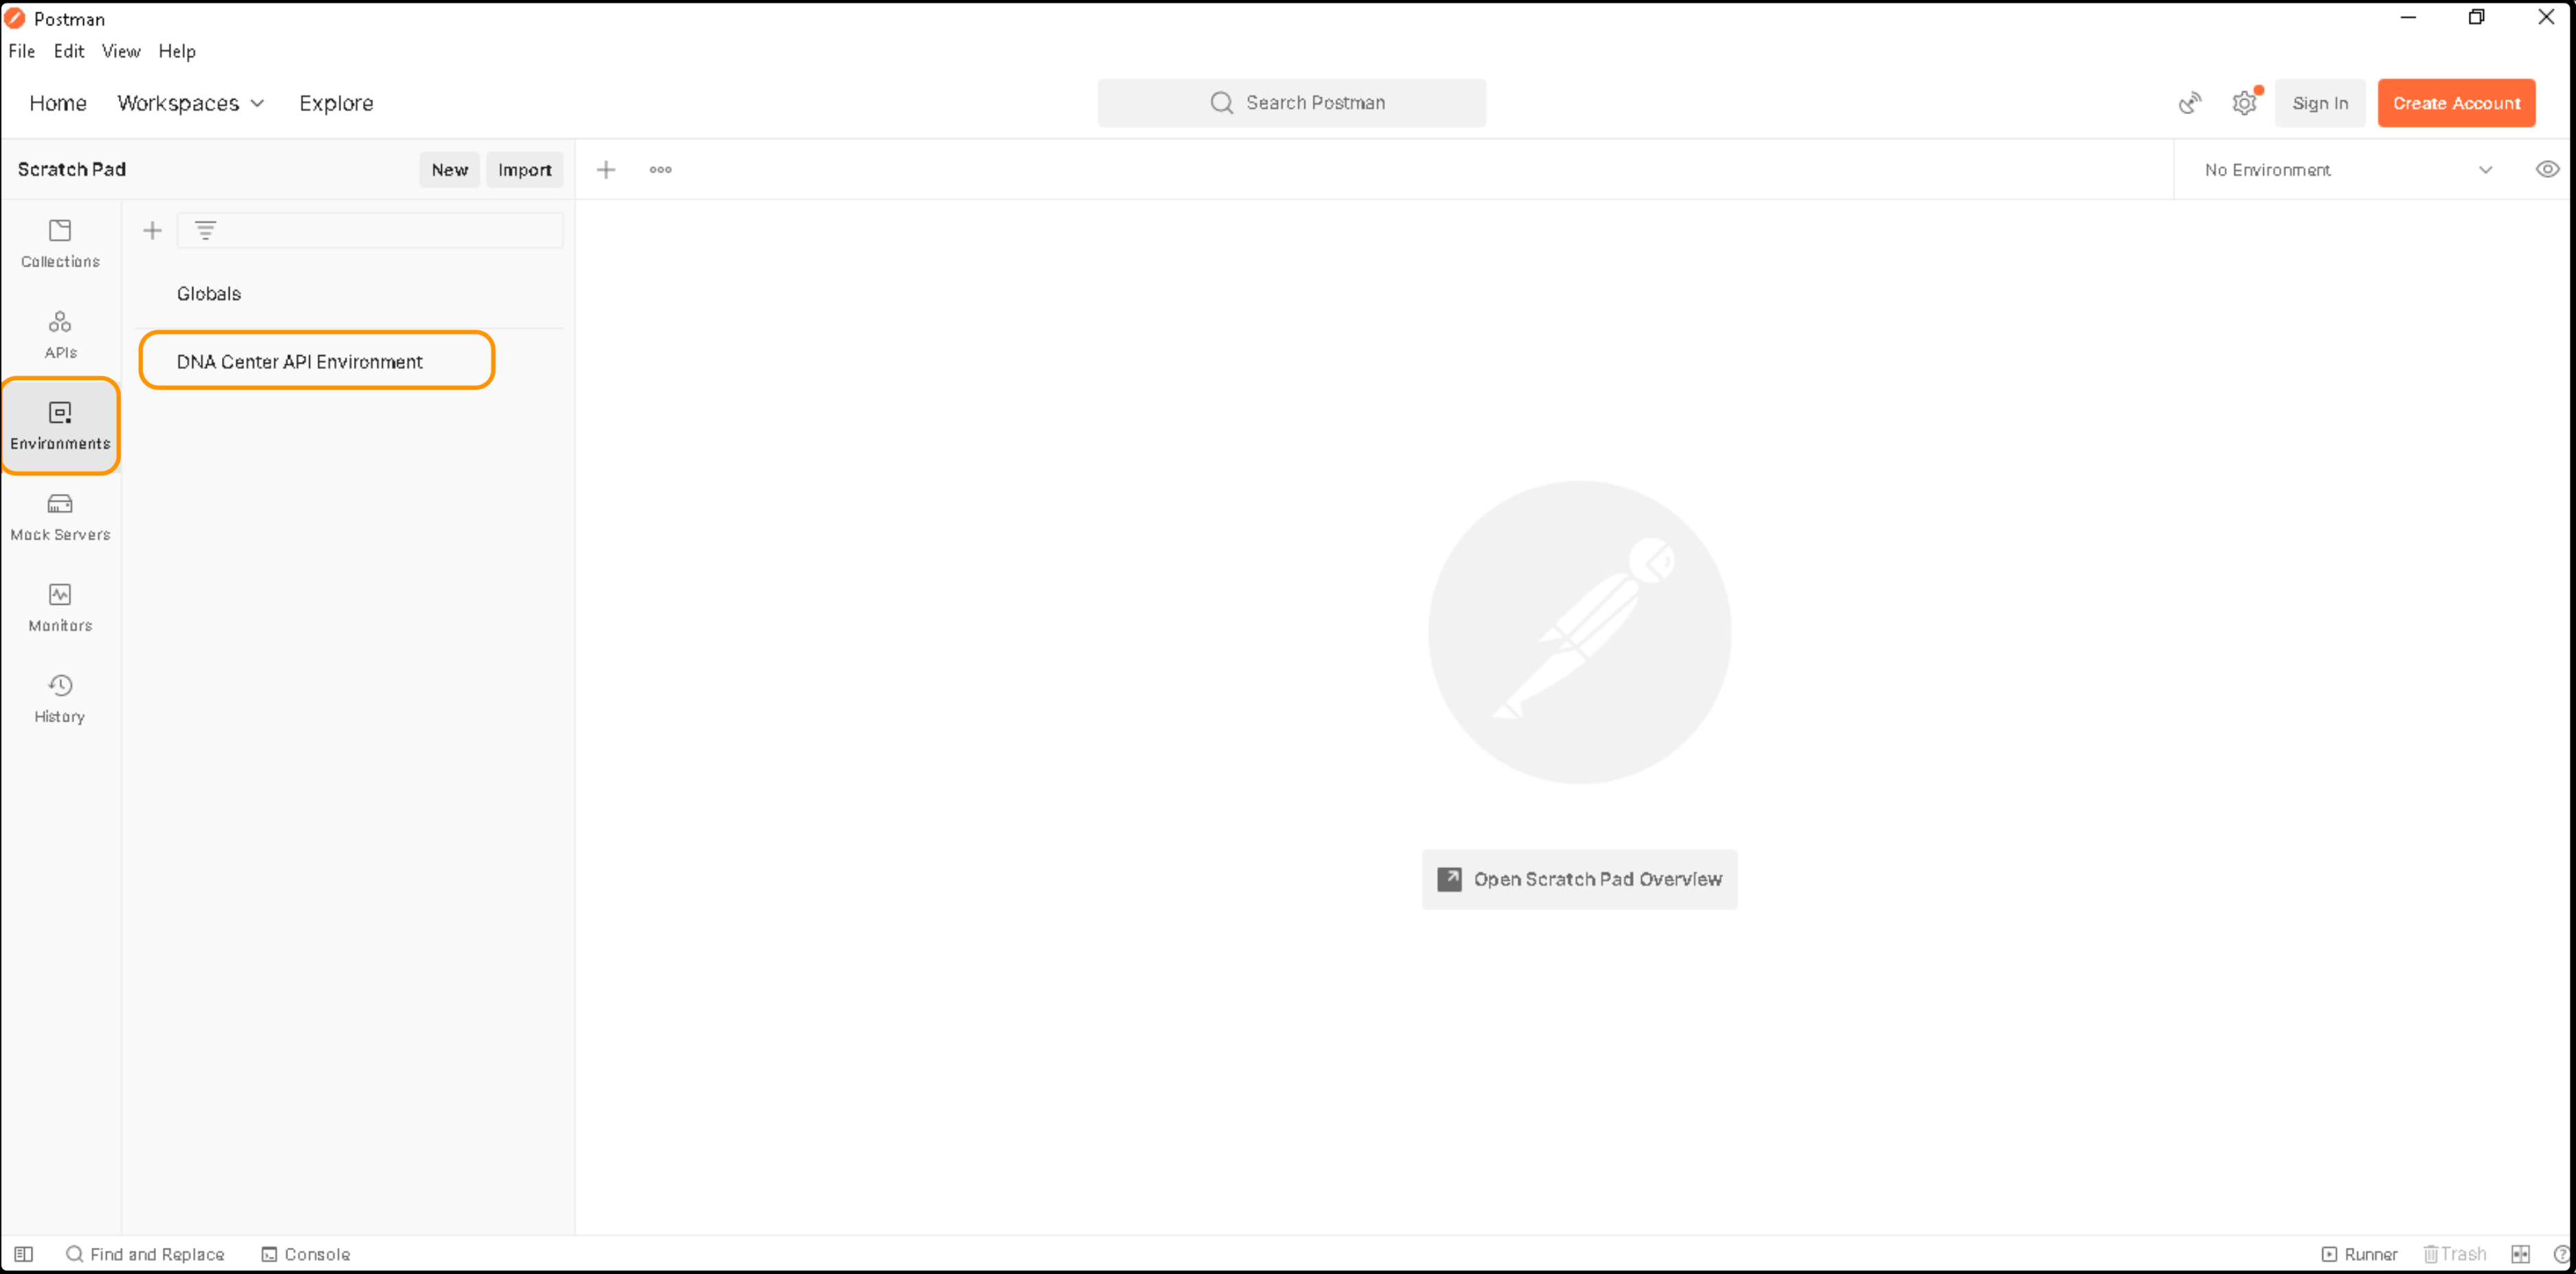 Postman
File Edit View Help
Home Workspaces Explore
Search Postman
Sign In
Create Account
Scratch Pad
New
Import
No Environment
Collections
APIs
Environments
Mock Servers
Monitors
History
Globals
DNA Center API Environment
Open Scratch Pad Overview
Find and Replace
Console
Runner
Trash